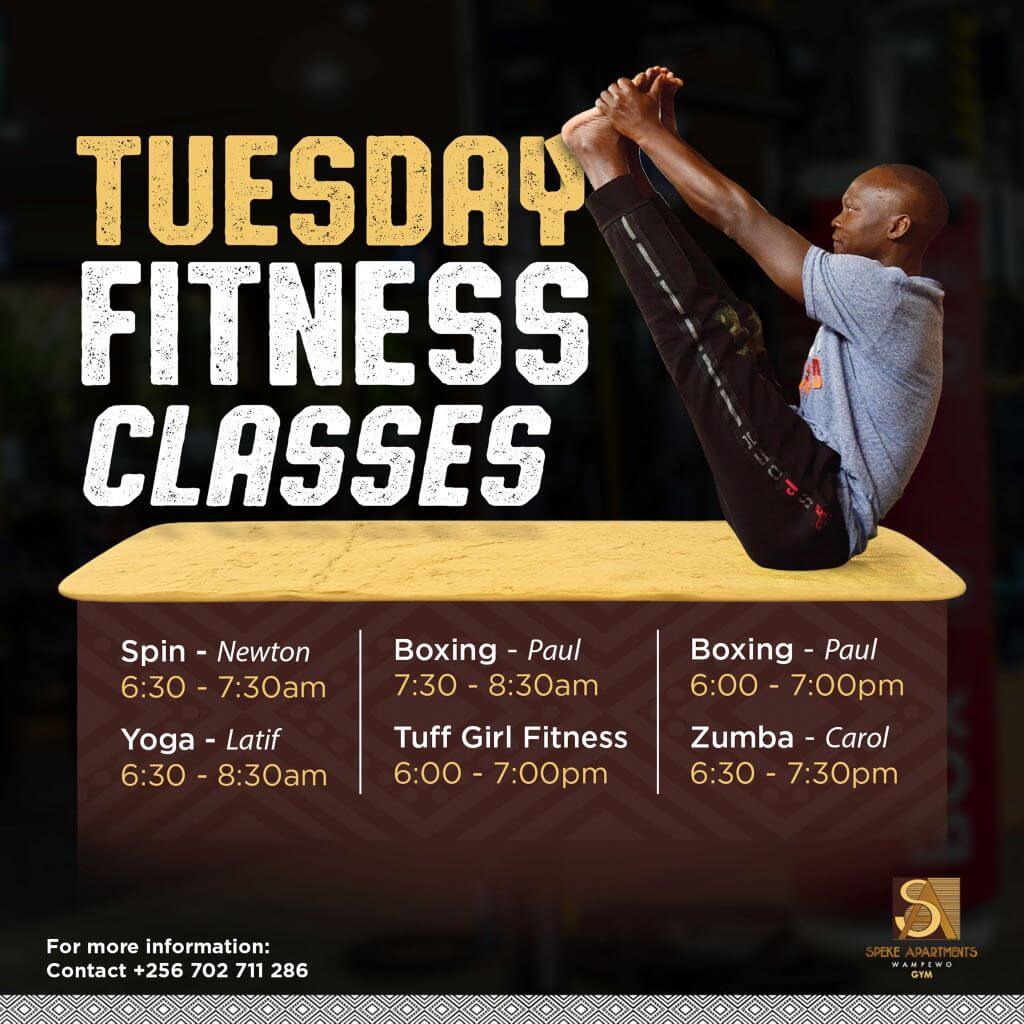 TUESDAY
FITNESS
CLASSES
Spin - Newton
6:30 - 7:30am
Yoga - Latif
6:30 - 8:30am
Boxing - Paul
7:30 - 8:30am
Tuff Girl Fitness
6:00 - 7:00pm
Boxing - Paul
6:00 - 7:00pm
Zumba - Carol
6:30 - 7:30pm
For more information:
Contact +256 702 711 286
SA
SPEKE APARTMENTS
WAMPEWO
GYM